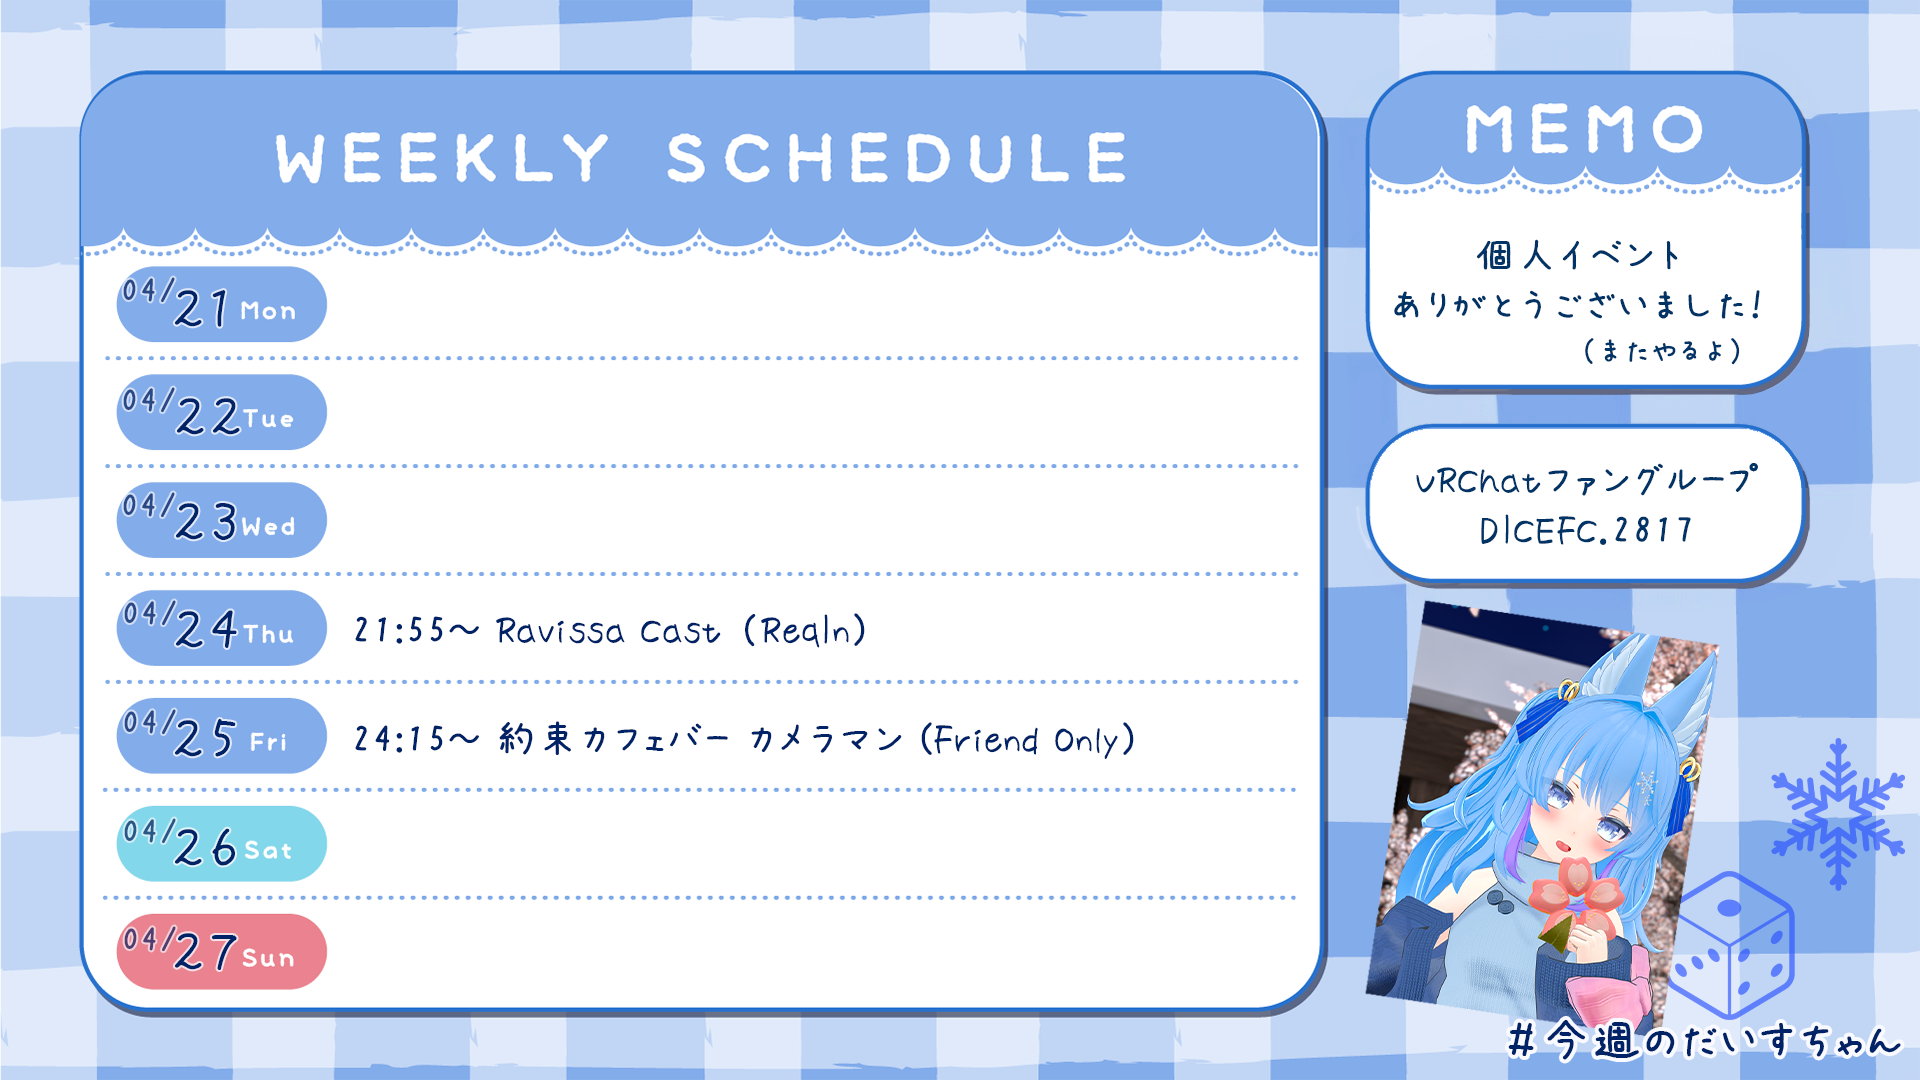 WEEKLY SCHEDULE
04/21 Mon
04/22 Tue
04/23 Wed
04/24 Thu 21:55〜 Ravissa Cast (ReqIn)
04/25 Fri 24:15〜 約束カフェバー カメラマン (Friend Only)
04/26 Sat
04/27 Sun
MEMO
個人イベント
ありがとうございました!
(またやるよ)
VRChatファングループ
DICEFC.2817
#今週のだいすちゃん